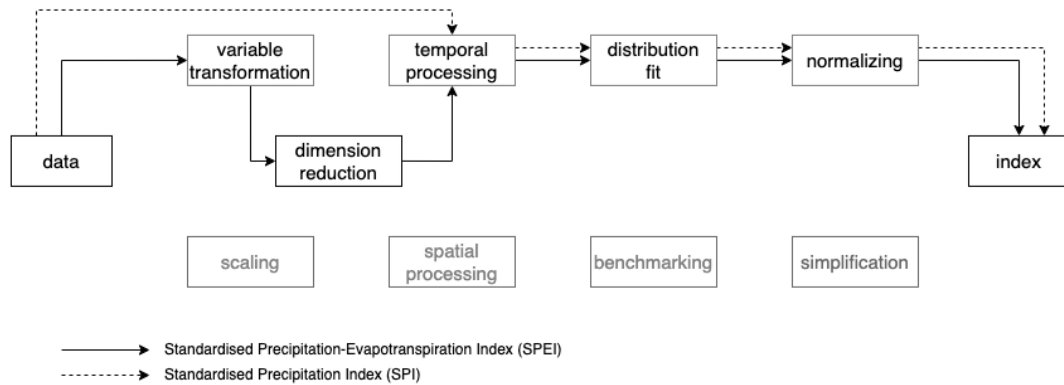 variable
transformation
temporal
processing
distribution
fit
normalizing
data
dimension
reduction
index
scaling
spatial
processing
benchmarking
simplification
Standardised Precipitation-Evapotranspiration Index (SPEI)
Standardised Precipitation Index (SPI)